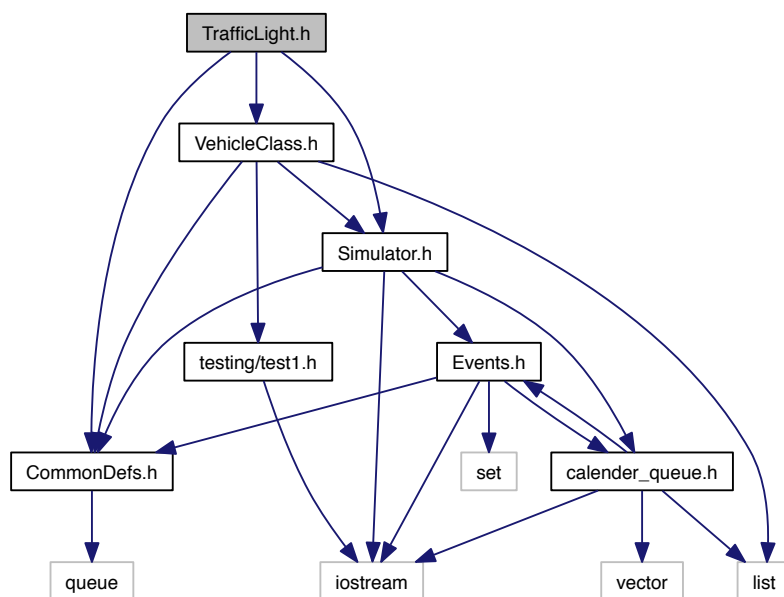 TrafficLight.h
VehicleClass.h
Simulator.h
testing/test1.h
Events.h
CommonDefs.h
set
calender_queue.h
queue
iostream
vector
list